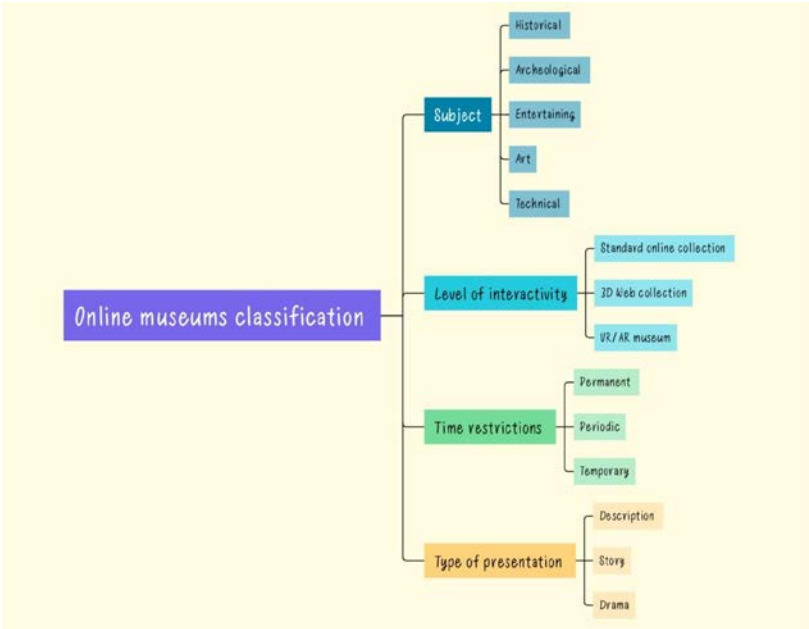 Online museums classification
Subject
Historical
Archeological
Entertaining
Art
Technical
Level of interactivity
Standard online collection
3D Web collection
VR/AR museum
Time restrictions
Permanent
Periodic
Temporary
Type of presentation
Description
Story
Drama